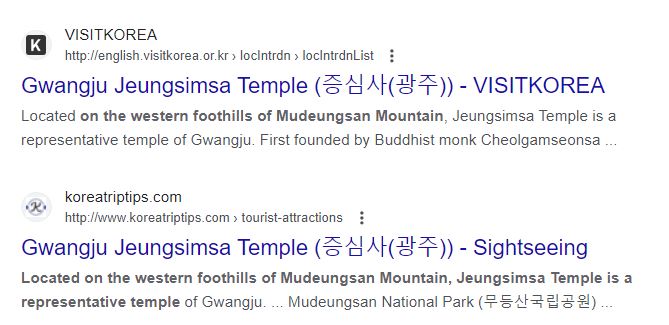 VISITKOREA
http://english.visitkorea.or.kr › locIntrdn › locIntrdnList
Gwangju Jeungsimsa Temple (증심사(광주)) - VISITKOREA
Located on the western foothills of Mudeungsan Mountain, Jeungsimsa Temple is a
representative temple of Gwangju. First founded by Buddhist monk Cheolgamseonsa ...
koreatriptips.com
http://www.koreatriptips.com › tourist-attractions
Gwangju Jeungsimsa Temple (증심사(광주)) - Sightseeing
Located on the western foothills of Mudeungsan Mountain, Jeungsimsa Temple is a
representative temple of Gwangju. ... Mudeungsan National Park (무등산국립공원) ...